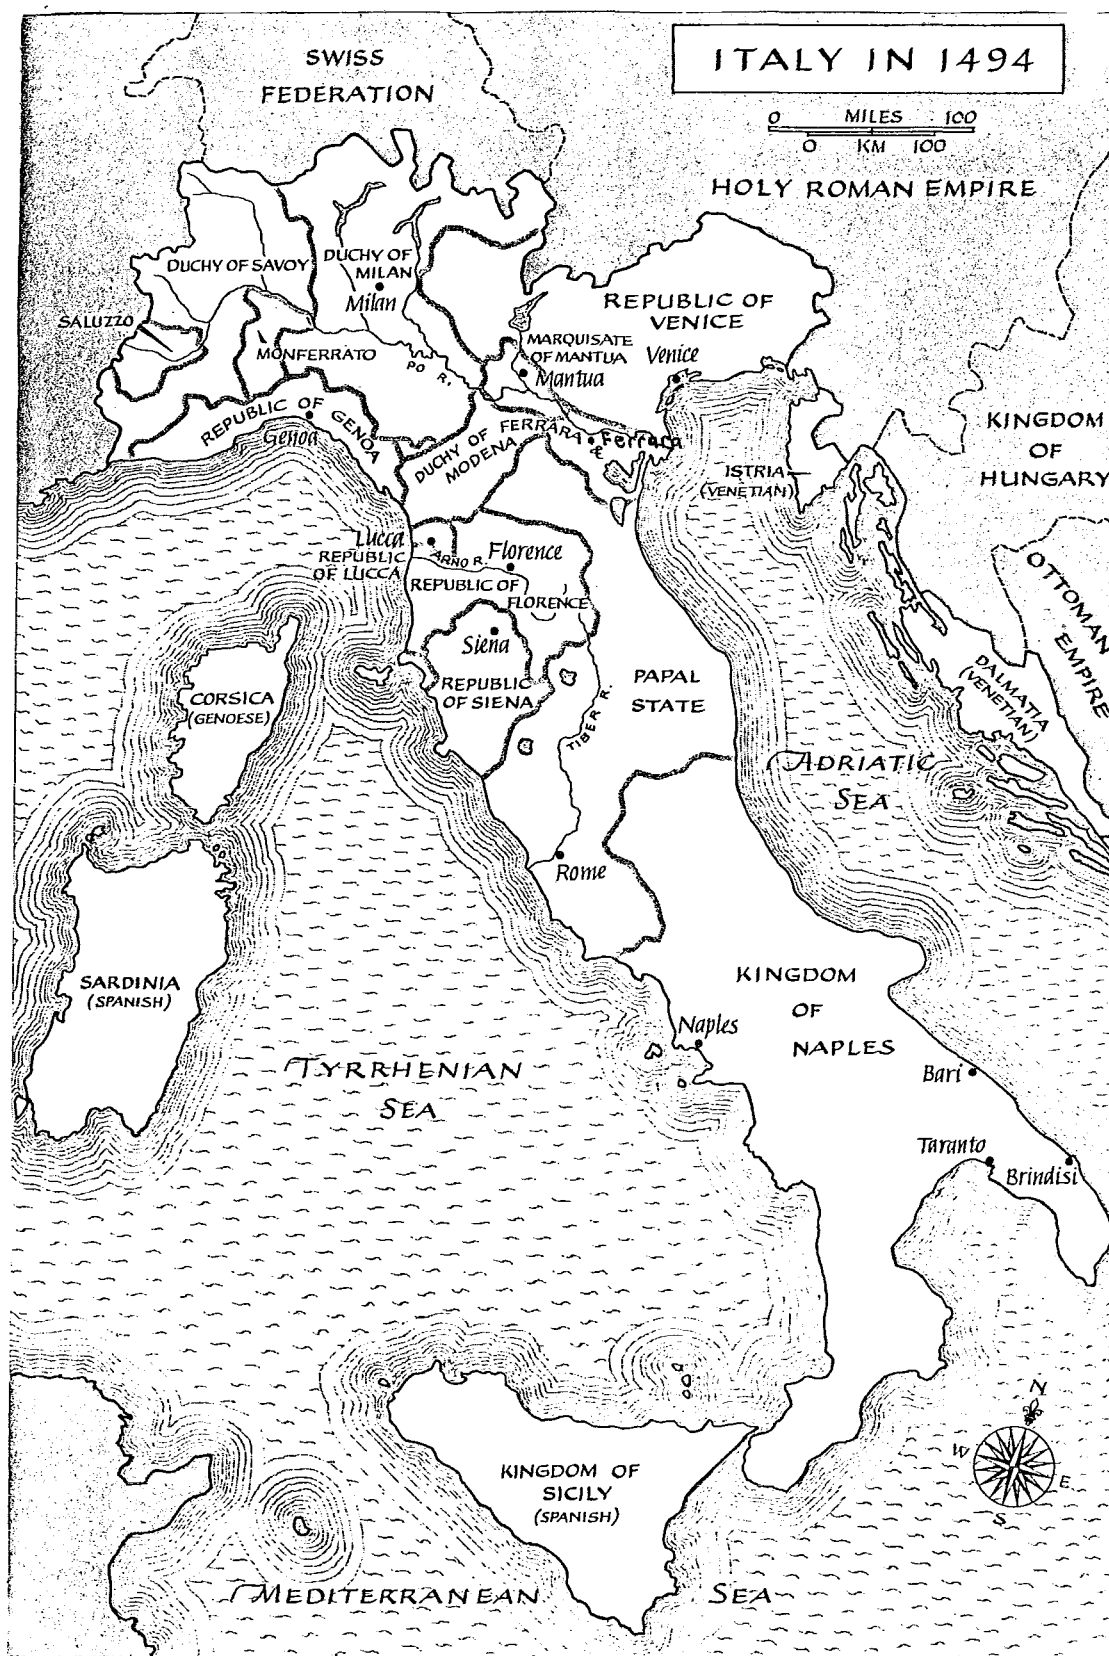 ITALY IN 1494
0 MILES 100
0 KM 100
SWISS
FEDERATION
HOLY ROMAN EMPIRE
DUCHY OF SAVOY
DUCHY OF
MILAN
Milan
REPUBLIC OF
VENICE
SALUZZO
MONFERRATO
PO R.
MARQUISATE
OF MANTUA
Venice
Mantua
REPUBLIC OF GENOA
Genoa
DUCHY OF FERRARA
Æ
MODENA
Ferrara
ISTRIA
(VENETIAN)
KINGDOM
OF
HUNGARY
OTTOMAN
EMPIRE
Lucca
REPUBLIC
OF LUCCA
ARNO R.
Florence
REPUBLIC OF
FLORENCE
Siena
REPUBLIC
OF SIENA
TIBER R.
PAPAL
STATE
CORSICA
(GENOESE)
DALMATIA
(VENETIAN)
ADRIATIC
SEA
Rome
SARDINIA
(SPANISH)
KINGDOM
OF
NAPLES
Naples
TYRRHENIAN
SEA
Bari
Taranto
Brindisi
KINGDOM OF
SICILY
(SPANISH)
N
W
E
S
MEDITERRANEAN SEA